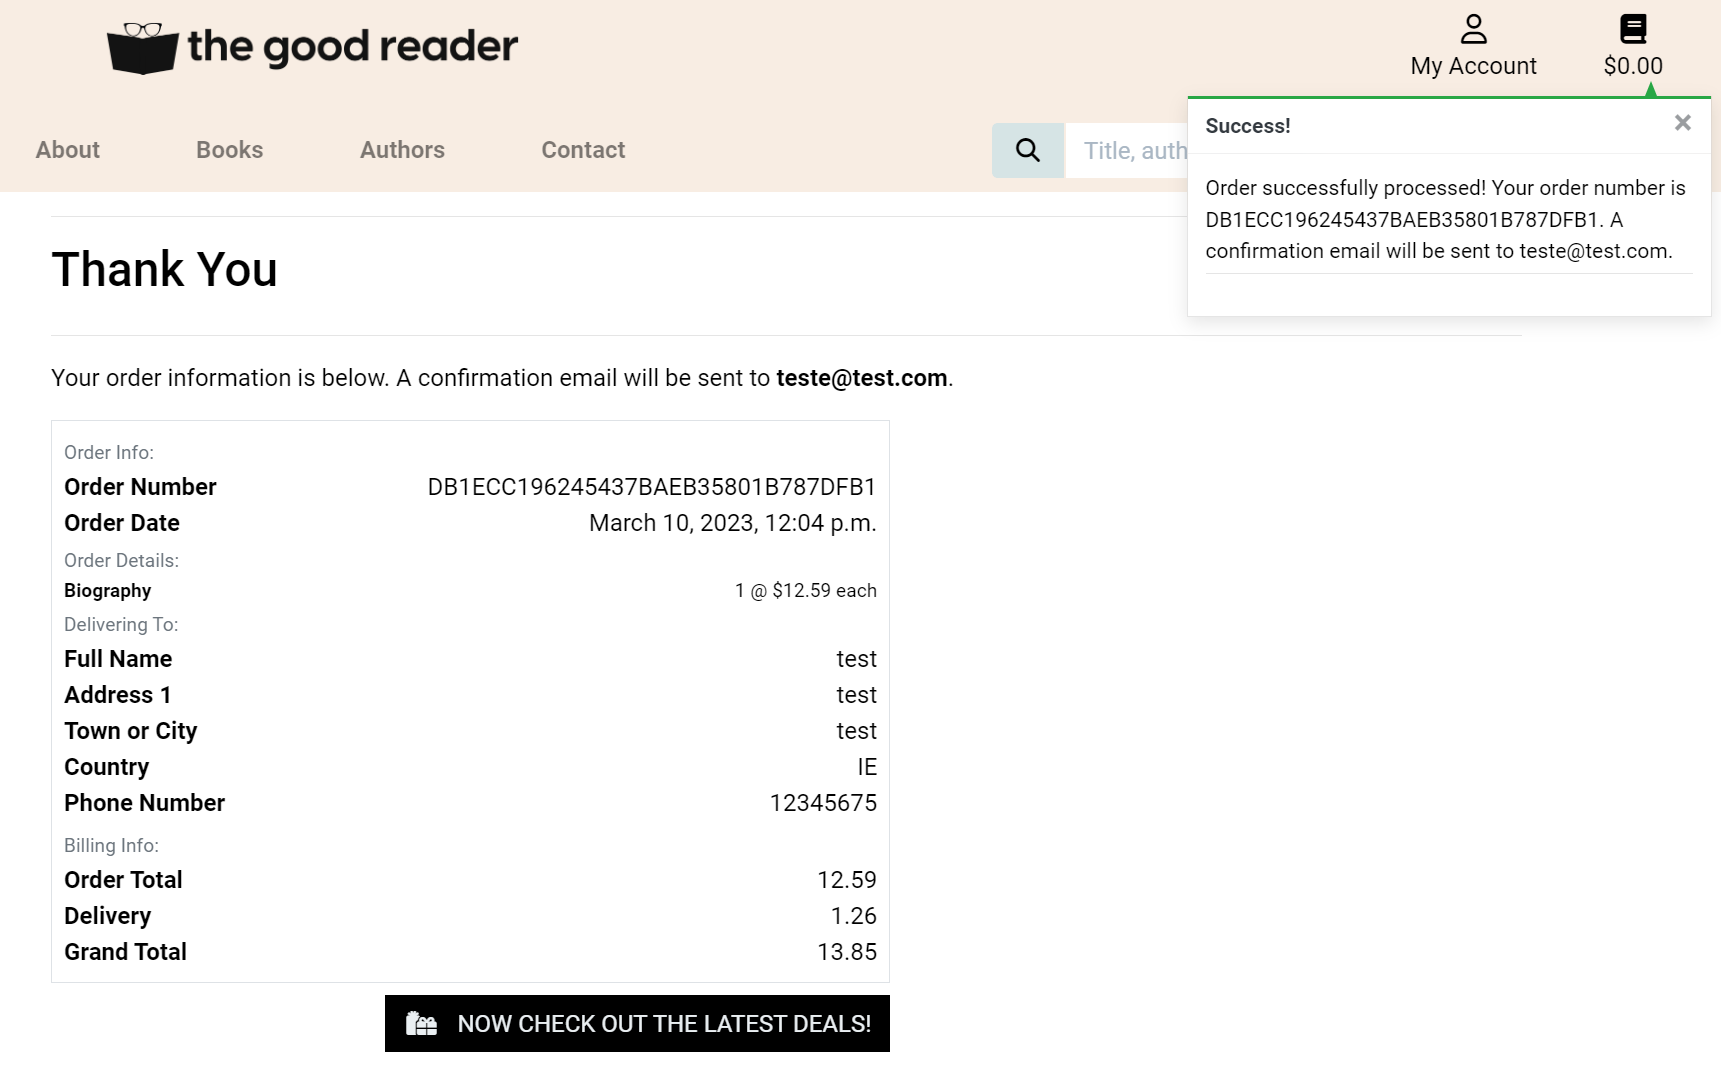 the good reader
My Account
$0.00
About
Books
Authors
Contact
Title, auth
Success!
×
Order successfully processed! Your order number is
DB1ECC196245437BAEB35801B787DFB1. A
confirmation email will be sent to teste@test.com.
Thank You
Your order information is below. A confirmation email will be sent to teste@test.com.
Order Info:
Order Number DB1ECC196245437BAEB35801B787DFB1
Order Date March 10, 2023, 12:04 p.m.
Order Details:
Biography 1 @ $12.59 each
Delivering To:
Full Name test
Address 1 test
Town or City test
Country IE
Phone Number 12345675
Billing Info:
Order Total 12.59
Delivery 1.26
Grand Total 13.85
NOW CHECK OUT THE LATEST DEALS!